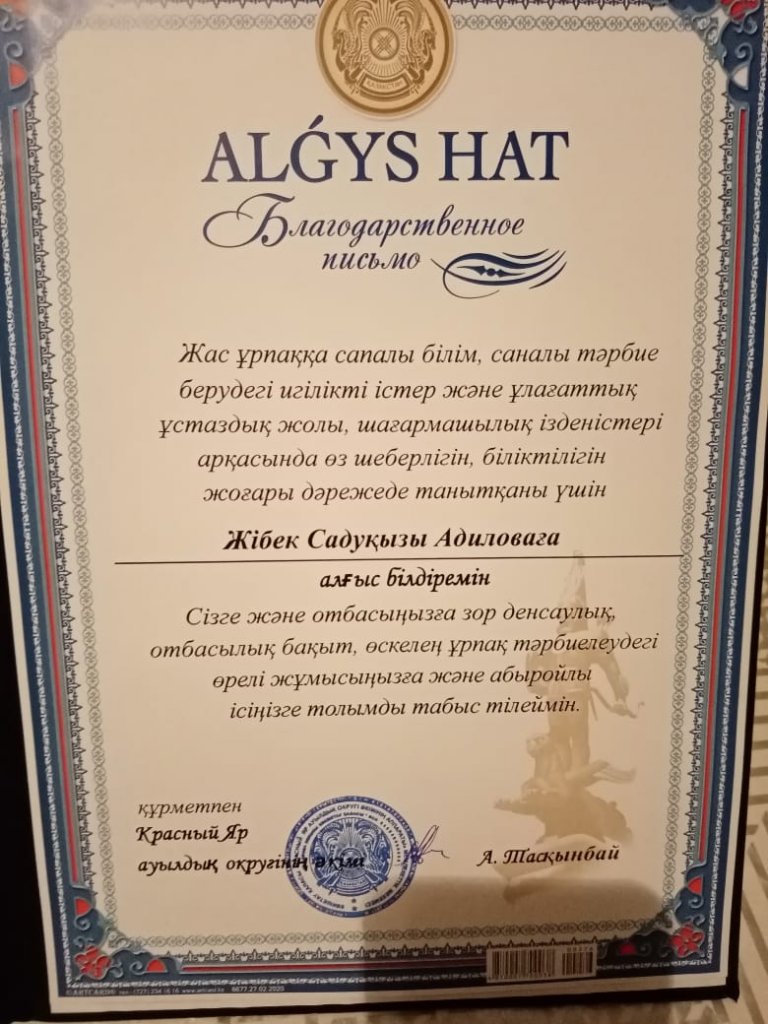 ҚАЗАҚСТАН
ALǴYS HAT
Благодарственное
письмо
Жас ұрпаққа сапалы білім, саналы тәрбие
берудегі игілікті істер және ұлағаттық
ұстаздық жолы, шағармашылық ізденістері
арқасында өз шеберлігін, біліктілігін
жоғары дәрежеде танытқаны үшін
Жібек Садуқызы Адиловаға
алғыс білдіремін
Сізге және отбасыңызға зор денсаулық,
отбасылық бақыт, өскелең ұрпақ тәрбиелеудегі
өрелі жұмысыңызға және абыройлы
ісіңізге толымды табыс тілеймін.
құрметпен
Красный Яр
ауылдық округінің әкімі
А. Тасқынбай